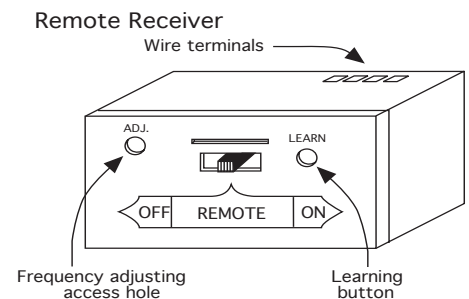 Remote Receiver
Wire terminals
ADJ.
LEARN
OFF REMOTE ON
Frequency adjusting
access hole
Learning
button